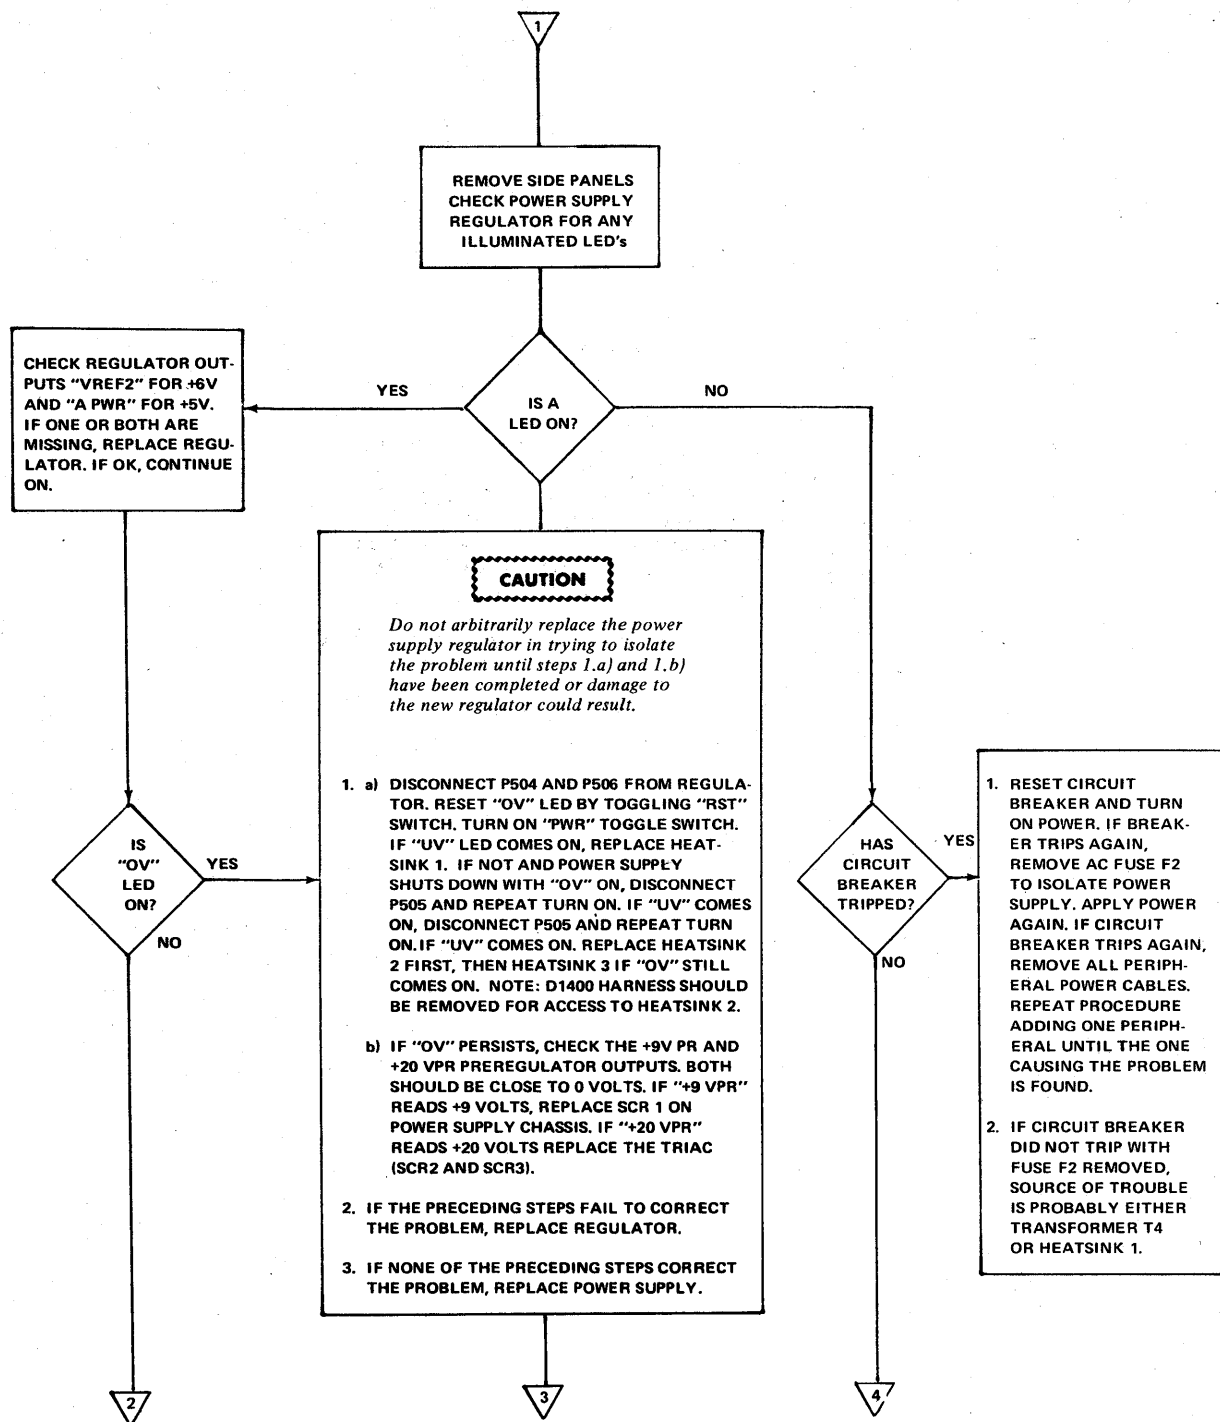 1
REMOVE SIDE PANELS
CHECK POWER SUPPLY
REGULATOR FOR ANY
ILLUMINATED LED's
IS A
LED ON?
YES
NO
CHECK REGULATOR OUT-
PUTS "VREF2" FOR +6V
AND "A PWR" FOR +5V.
IF ONE OR BOTH ARE
MISSING, REPLACE REGU-
LATOR. IF OK, CONTINUE
ON.
IS
"OV"
LED
ON?
YES
NO
CAUTION
Do not arbitrarily replace the power
supply regulator in trying to isolate
the problem until steps 1.a) and 1.b)
have been completed or damage to
the new regulator could result.
1. a) DISCONNECT P504 AND P506 FROM REGULA-
TOR. RESET "OV" LED BY TOGGLING "RST"
SWITCH. TURN ON "PWR" TOGGLE SWITCH.
IF "UV" LED COMES ON, REPLACE HEAT-
SINK 1. IF NOT AND POWER SUPPLY
SHUTS DOWN WITH "OV" ON, DISCONNECT
P505 AND REPEAT TURN ON. IF "UV" COMES
ON, DISCONNECT P505 AND REPEAT TURN
ON. IF "UV" COMES ON. REPLACE HEATSINK
2 FIRST, THEN HEATSINK 3 IF "OV" STILL
COMES ON. NOTE: D1400 HARNESS SHOULD
BE REMOVED FOR ACCESS TO HEATSINK 2.
b) IF "OV" PERSISTS, CHECK THE +9V PR AND
+20 VPR PREREGULATOR OUTPUTS. BOTH
SHOULD BE CLOSE TO 0 VOLTS. IF "+9 VPR"
READS +9 VOLTS, REPLACE SCR 1 ON
POWER SUPPLY CHASSIS. IF "+20 VPR"
READS +20 VOLTS REPLACE THE TRIAC
(SCR2 AND SCR3).
2. IF THE PRECEDING STEPS FAIL TO CORRECT
THE PROBLEM, REPLACE REGULATOR.
3. IF NONE OF THE PRECEDING STEPS CORRECT
THE PROBLEM, REPLACE POWER SUPPLY.
HAS
CIRCUIT
BREAKER
TRIPPED?
YES
NO
1. RESET CIRCUIT
BREAKER AND TURN
ON POWER. IF BREAK-
ER TRIPS AGAIN,
REMOVE AC FUSE F2
TO ISOLATE POWER
SUPPLY. APPLY POWER
AGAIN. IF CIRCUIT
BREAKER TRIPS AGAIN,
REMOVE ALL PERIPH-
ERAL POWER CABLES.
REPEAT PROCEDURE
ADDING ONE PERIPH-
ERAL UNTIL THE ONE
CAUSING THE PROBLEM
IS FOUND.
2. IF CIRCUIT BREAKER
DID NOT TRIP WITH
FUSE F2 REMOVED,
SOURCE OF TROUBLE
IS PROBABLY EITHER
TRANSFORMER T4
OR HEATSINK 1.
2
3
4